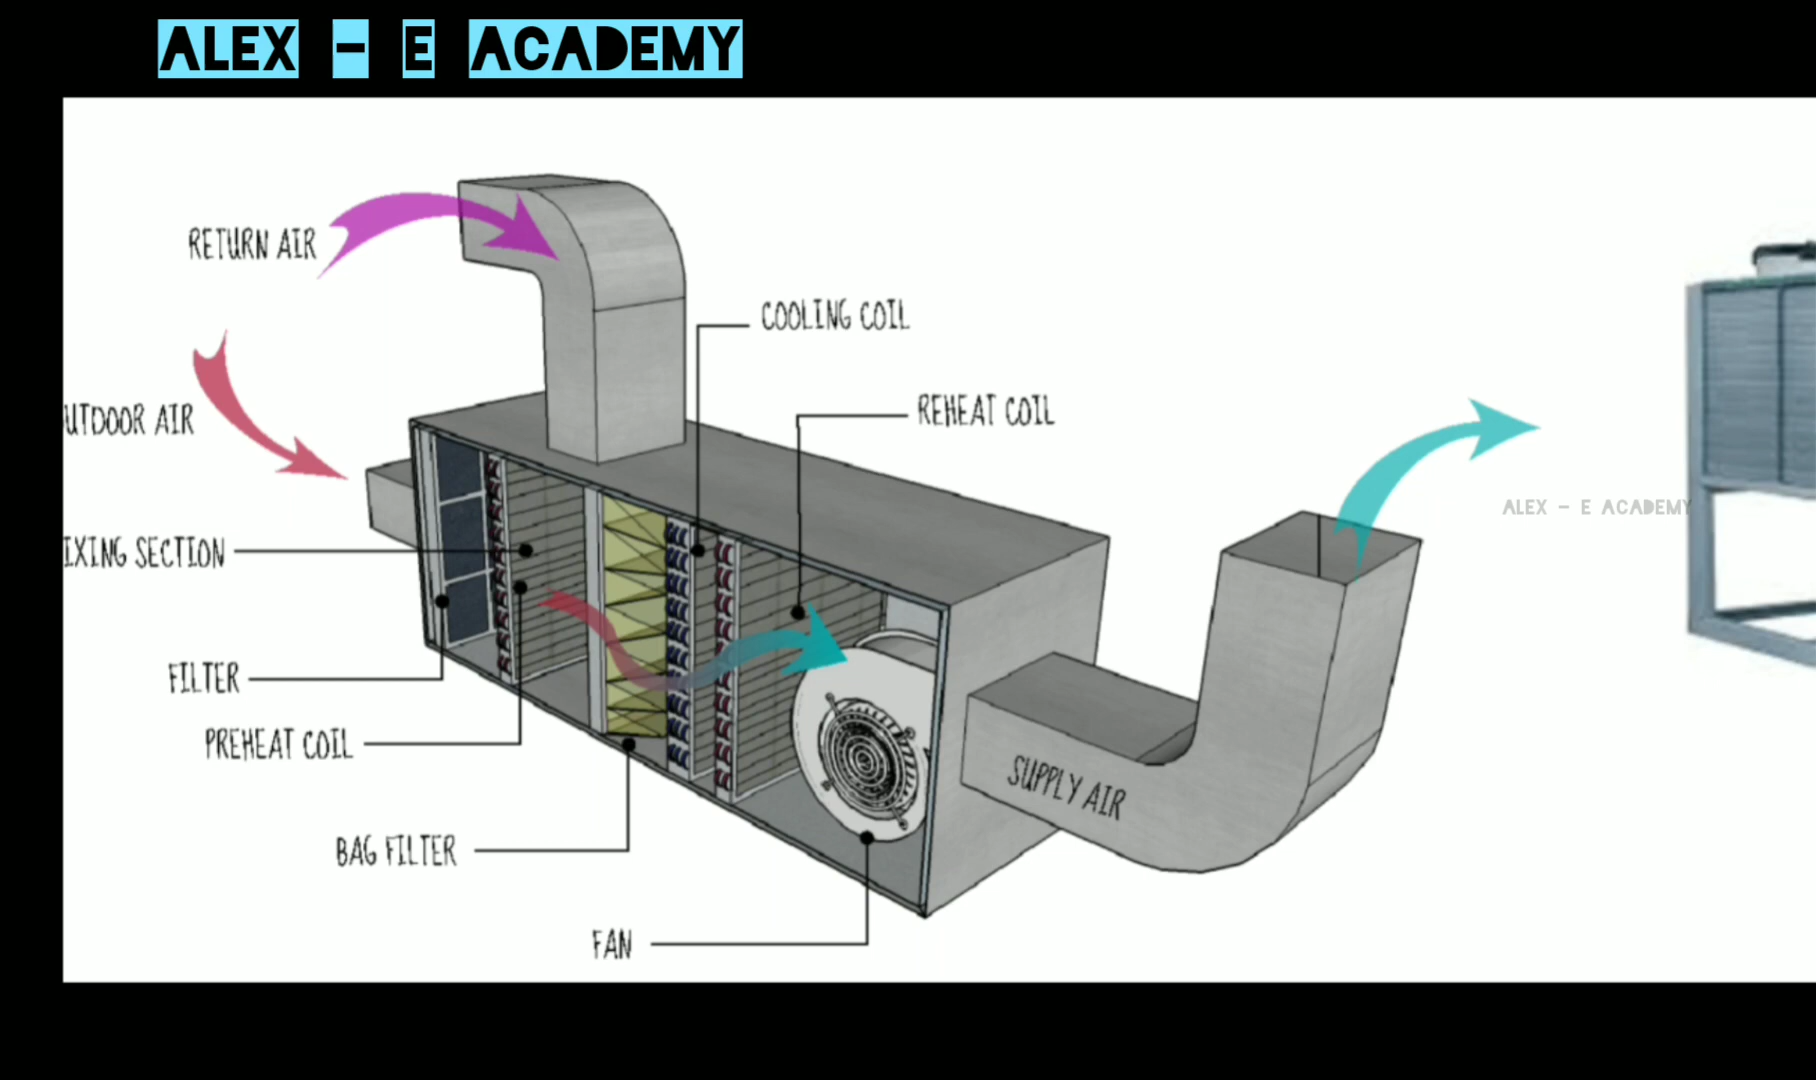 ALEX - E ACADEMY
RETURN AIR
COOLING COIL
UTDOOR AIR
REHEAT COIL
ALEX - E ACADEMY
IXING SECTION
FILTER
PREHEAT COIL
SUPPLY AIR
BAG FILTER
FAN